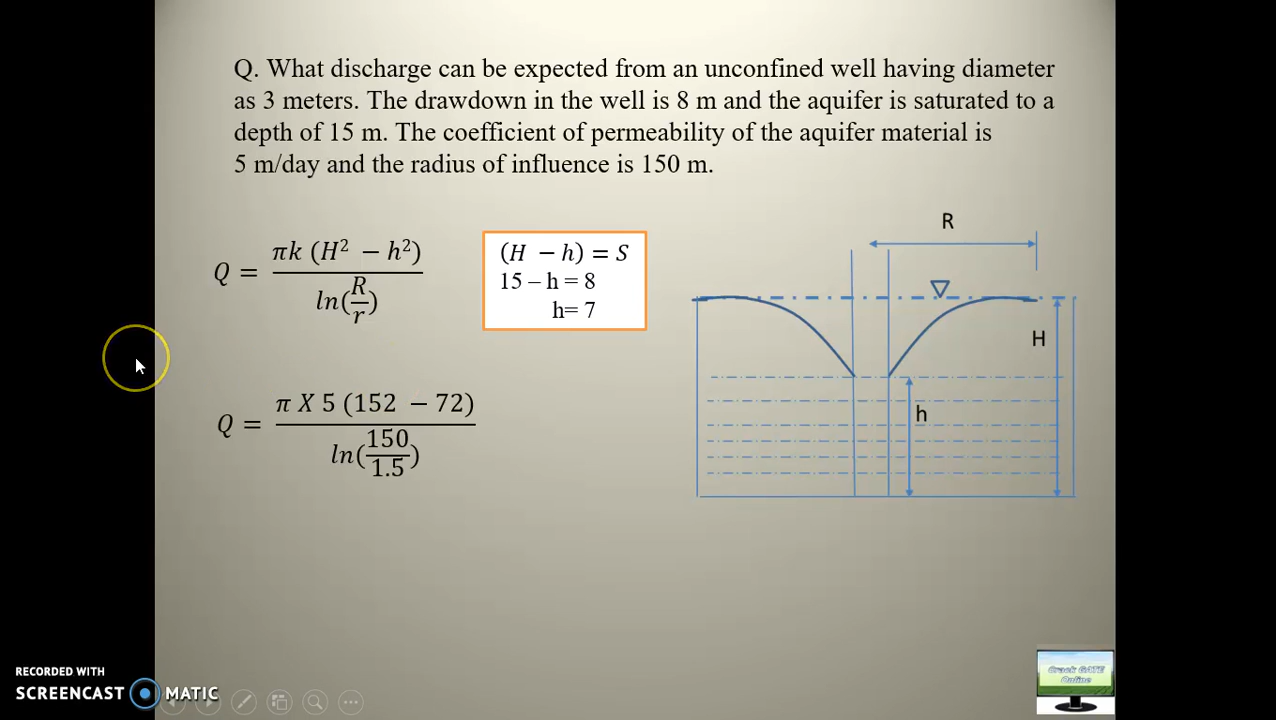 Q. What discharge can be expected from an unconfined well having diameter
as 3 meters. The drawdown in the well is 8 m and the aquifer is saturated to a
depth of 15 m. The coefficient of permeability of the aquifer material is
5 m/day and the radius of influence is 150 m.
Q = πk (H² − h²) / ln(R/r)
(H − h) = S
15 – h = 8
h= 7
Q = π X 5 (152 − 72) / ln(150/1.5)
R
H
h
RECORDED WITH
SCREENCAST MATIC
Crack GATE
Online